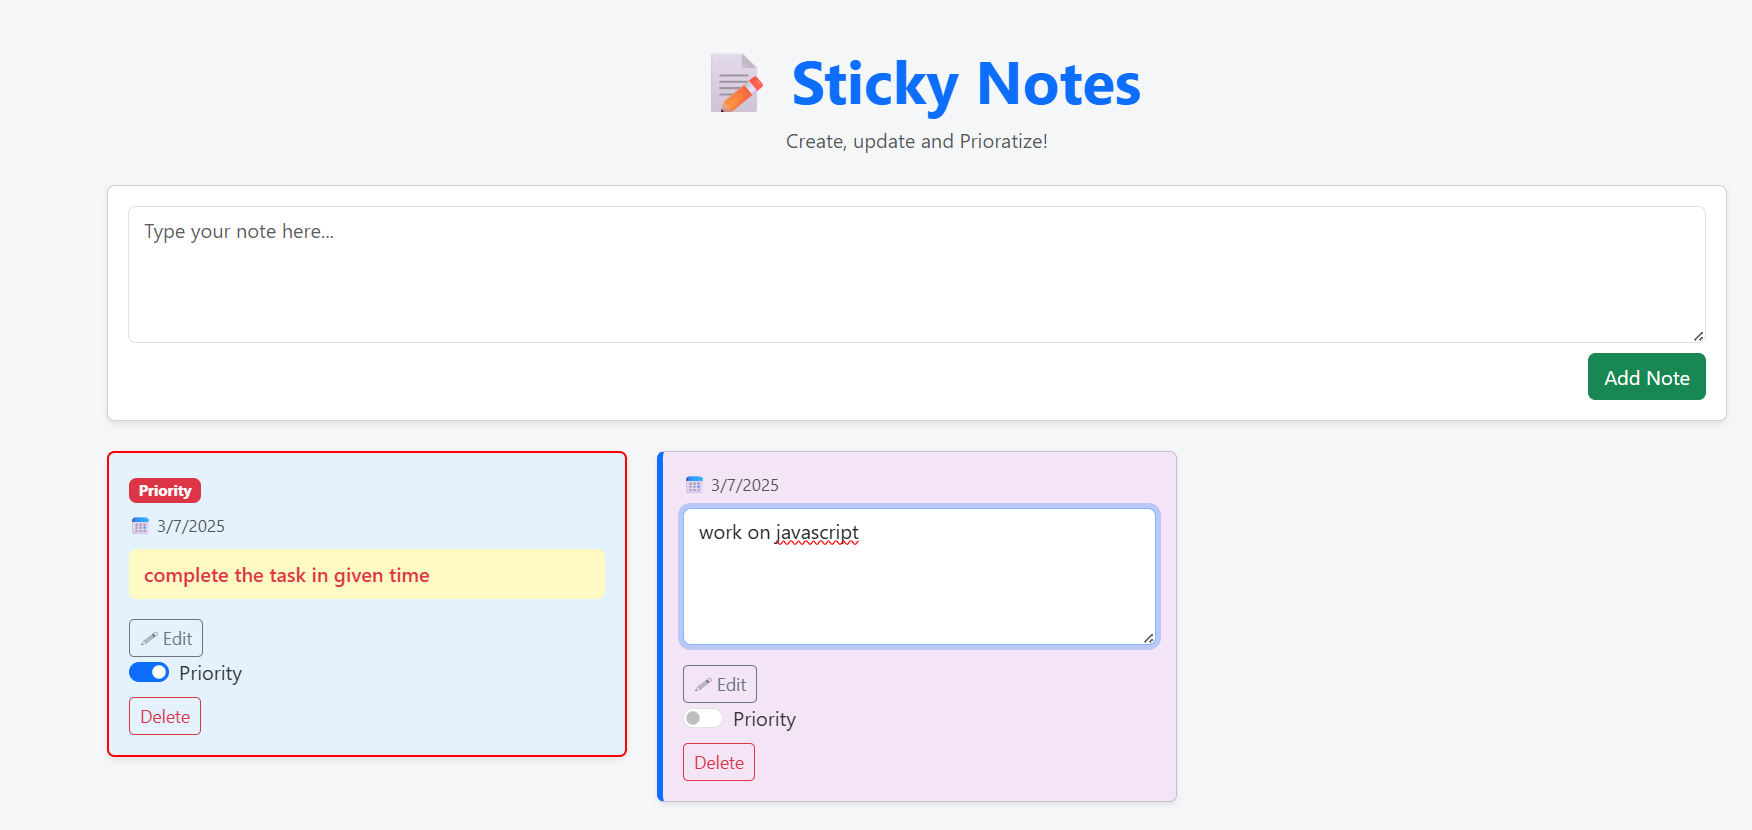 Sticky Notes
Create, update and Prioratize!
Type your note here...
Add Note
Priority
3/7/2025
complete the task in given time
Edit
Priority
Delete
3/7/2025
work on javascript
Edit
Priority
Delete